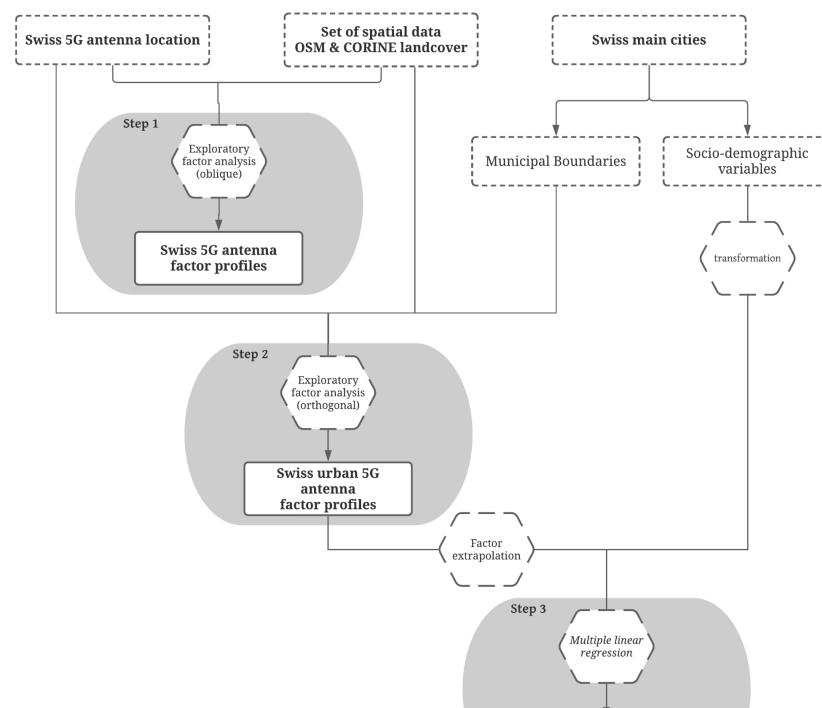 Swiss 5G antenna location
Set of spatial data
OSM & CORINE landcover
Swiss main cities
Step 1
Exploratory
factor analysis
(oblique)
Municipal Boundaries
Socio-demographic
variables
Swiss 5G antenna
factor profiles
transformation
Step 2
Exploratory
factor analysis
(orthogonal)
Swiss urban 5G
antenna
factor profiles
Factor
extrapolation
Step 3
Multiple linear
regression